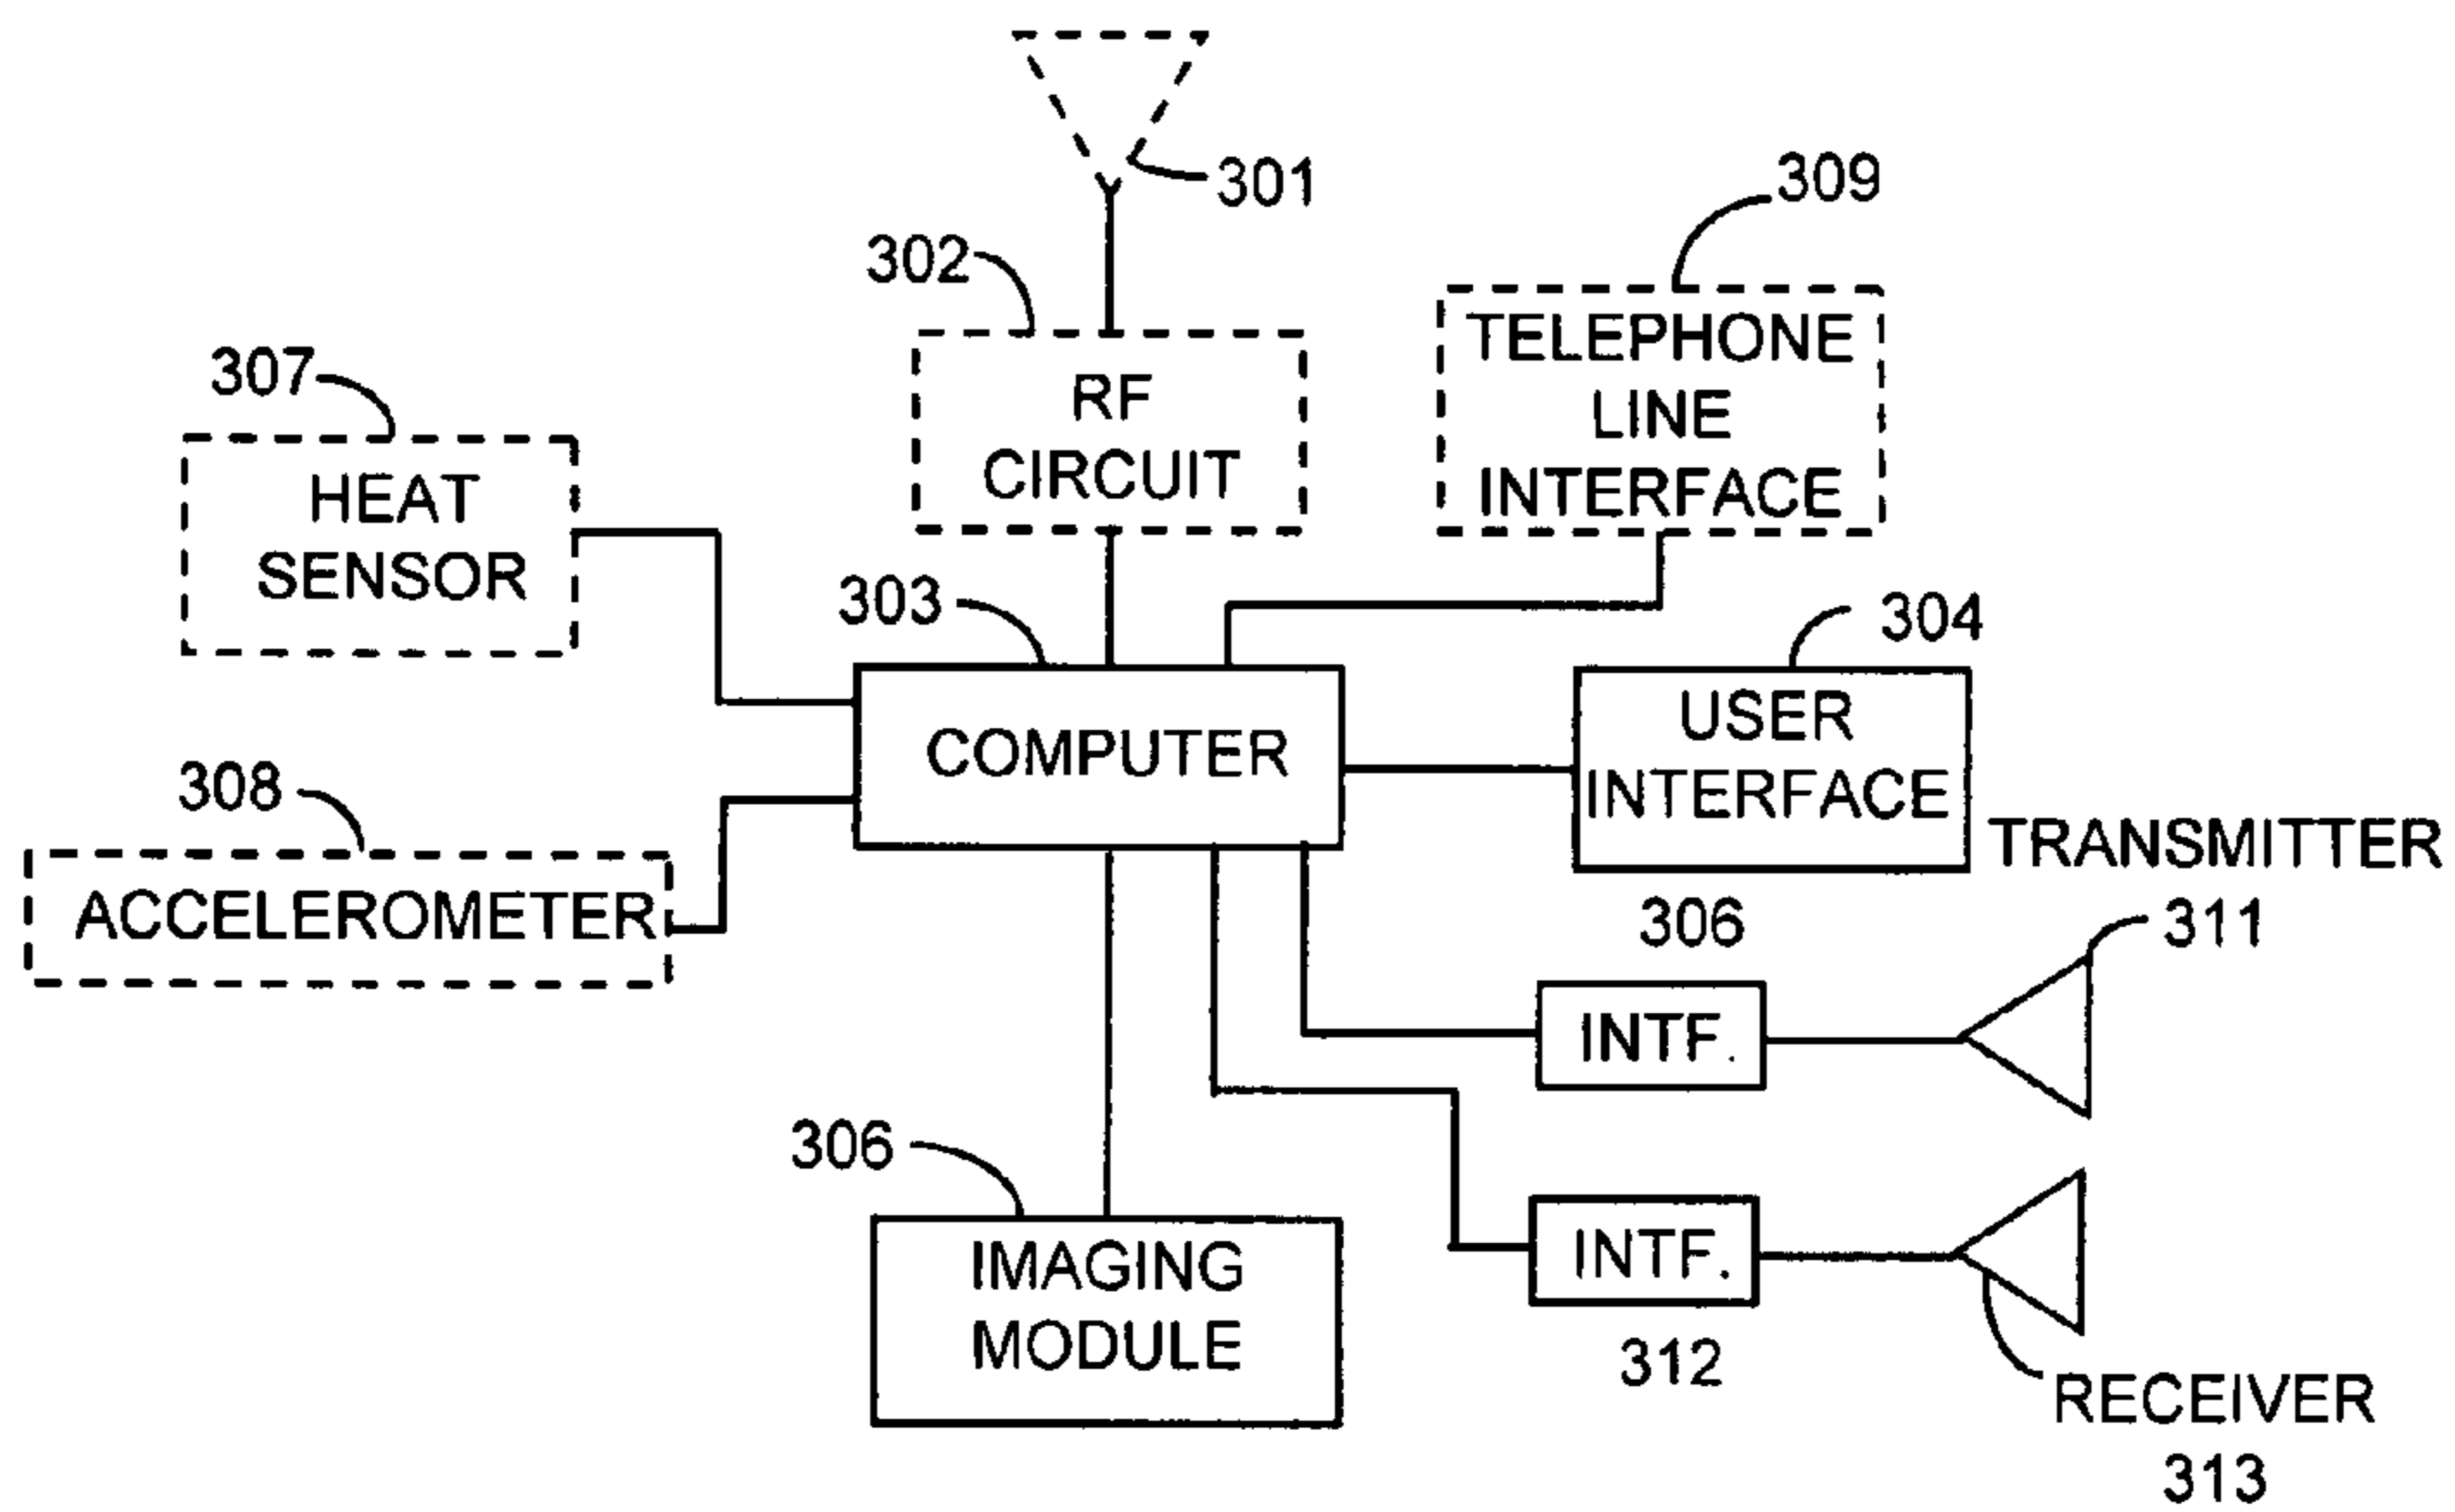 301
309
302
TELEPHONE
LINE
INTERFACE
307
RF
CIRCUIT
HEAT
SENSOR
303
304
USER
INTERFACE
COMPUTER
308
TRANSMITTER
311
ACCELEROMETER
306
INTF.
306
IMAGING
MODULE
INTF.
312
RECEIVER
313